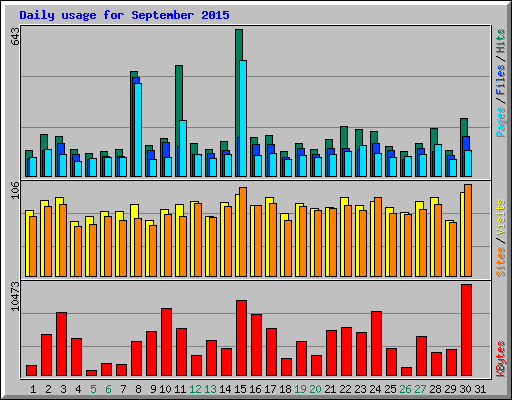 Daily usage for September 2015
643
Pages / Files / Hits
106
Sites / Visits
10473
KBytes
1 2 3 4 5 6 7 8 9 10 11 12 13 14 15 16 17 18 19 20 21 22 23 24 25 26 27 28 29 30 31